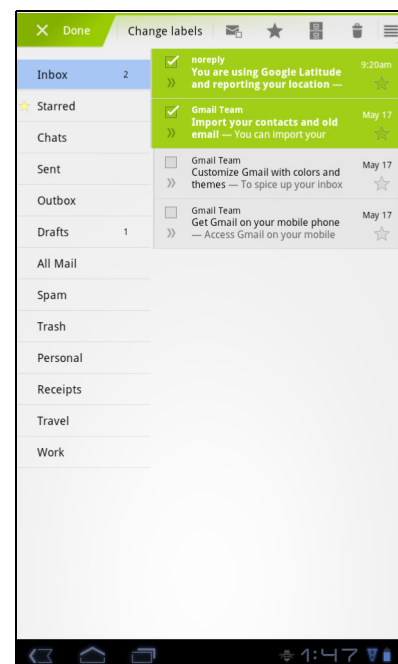 Done
Change labels
Inbox 2
Starred
Chats
Sent
Outbox
Drafts 1
All Mail
Spam
Trash
Personal
Receipts
Travel
Work
noreply
9:20am
You are using Google Latitude
and reporting your location —
Gmail Team
May 17
Import your contacts and old
email — You can import your
Gmail Team
May 17
Customize Gmail with colors and
themes — To spice up your inbox
Gmail Team
May 17
Get Gmail on your mobile phone
— Access Gmail on your mobile
1:47